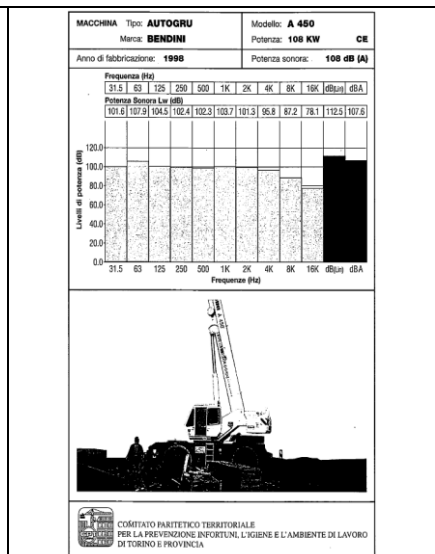 MACCHINA Tipo: AUTOGRU
Marca: BENDINI
Modello: A 450
Potenza: 108 KW CE
Anno di fabbricazione: 1998
Potenza sonora: 108 dB (A)
Frequenza (Hz)
31.5 63 125 250 500 1K 2K 4K 8K 16K dB(Lin) dBA
Potenza Sonora Lw (dB)
101.6 107.9 104.5 102.4 102.3 103.7 101.3 95.8 87.2 78.1 112.5 107.6
Livelli di potenza (dB)
120.0
100.0
80.0
60.0
40.0
20.0
0.0
31.5 63 125 250 500 1K 2K 4K 8K 16K dB(Lin) dBA
Frequenze (Hz)
A 450
COMITATO PARITETICO TERRITORIALE
PER LA PREVENZIONE INFORTUNI, L'IGIENE E L'AMBIENTE DI LAVORO
DI TORINO E PROVINCIA